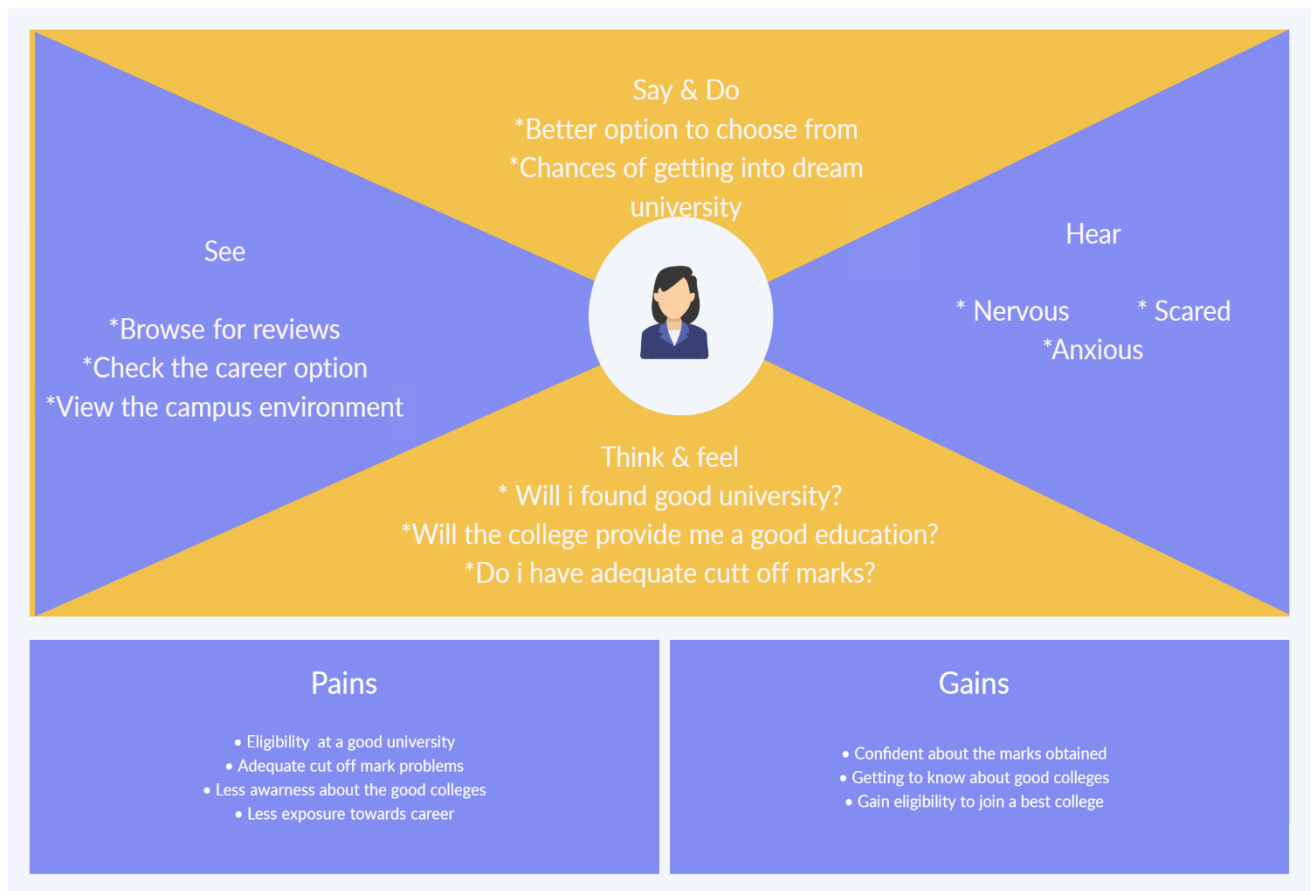 Say & Do
*Better option to choose from
*Chances of getting into dream
university
See
*Browse for reviews
*Check the career option
*View the campus environment
Hear
* Nervous * Scared
*Anxious
Think & feel
* Will i found good university?
*Will the college provide me a good education?
*Do i have adequate cutt off marks?
Pains
• Eligibility at a good university
• Adequate cut off mark problems
• Less awarness about the good colleges
• Less exposure towards career
Gains
• Confident about the marks obtained
• Getting to know about good colleges
• Gain eligibility to join a best college